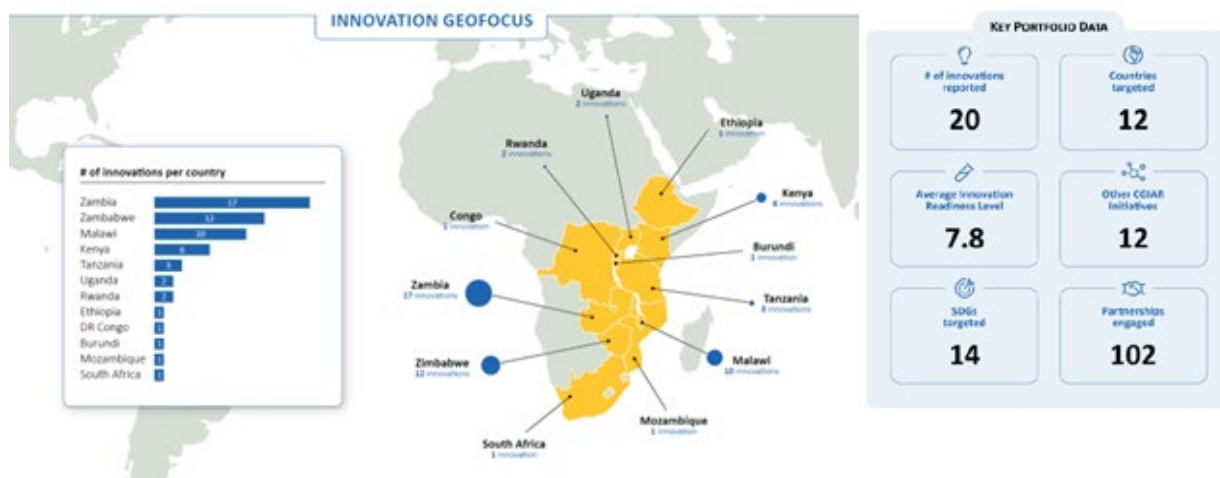 INNOVATION GEOFOCUS
# of innovations per country
Zambia 17
Zambabwe 12
Malawi 10
Kenya 6
Tanzania 3
Uganda 2
Rwanda 2
Ethiopia 1
DR Congo 1
Burundi 1
Mozambique 1
South Africa 1
Uganda
2 innovations
Ethiopia
1 innovation
Rwanda
2 innovations
Kenya
6 innovations
Congo
1 innovation
Burundi
1 innovation
Zambia
17 innovations
Tanzania
3 innovations
Zimbabwe
12 innovations
Malawi
10 innovations
Mozambique
1 innovation
South Africa
1 innovation
KEY PORTFOLIO DATA
# of innovations
reported
20
Countries
targeted
12
Average Innovation
Readiness Level
7.8
Other CGIAR
Initiatives
12
SDGs
targeted
14
Partnerships
engaged
102